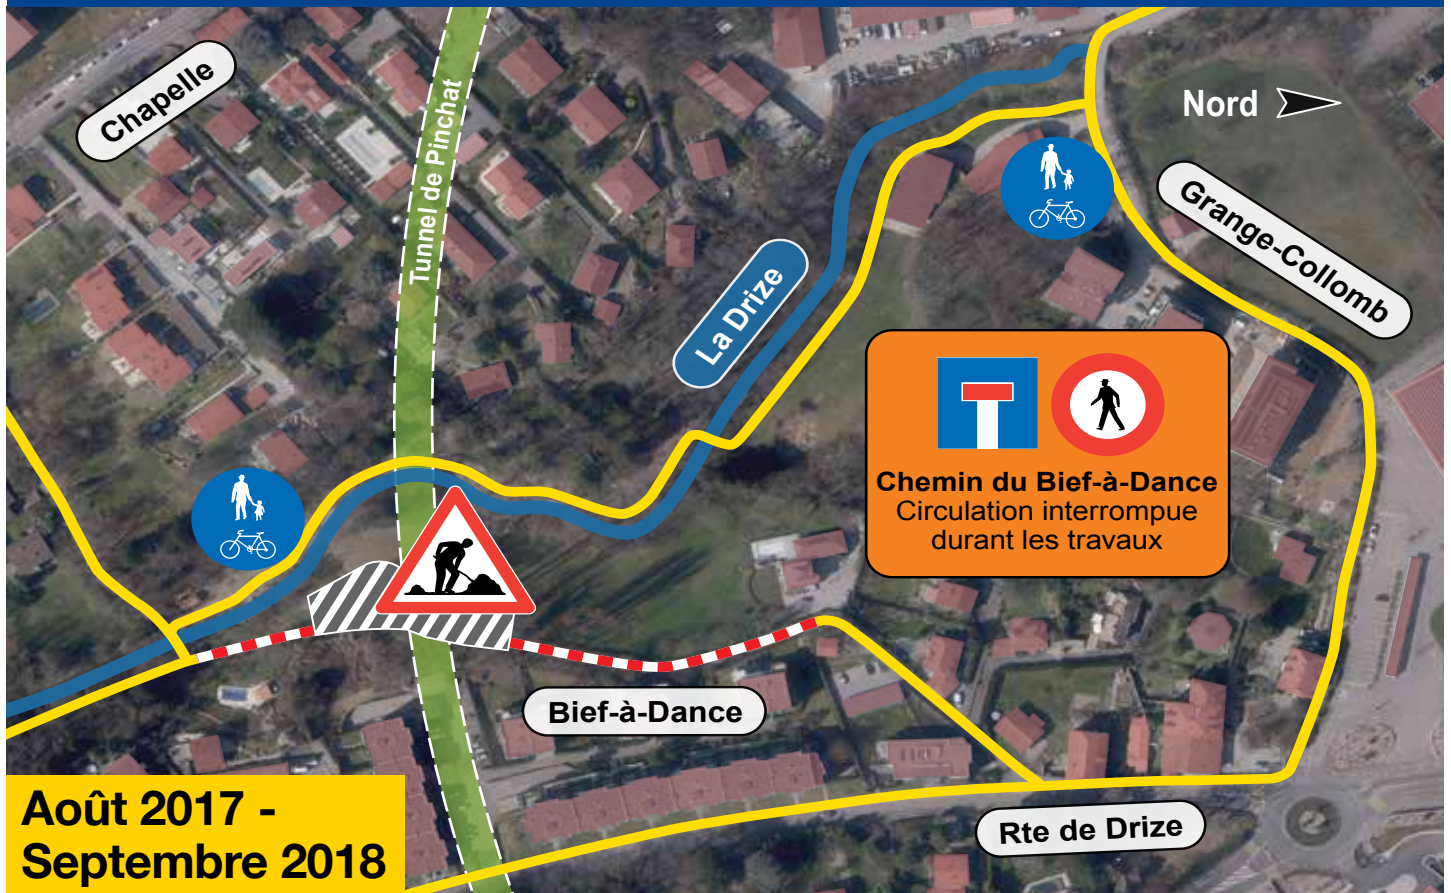 Chapelle
Tunnel de Pinchat
Nord
Grange-Collomb
La Drize
Chemin du Bief-à-Dance
Circulation interrompue
durant les travaux
Bief-à-Dance
Rte de Drize
Août 2017 -
Septembre 2018